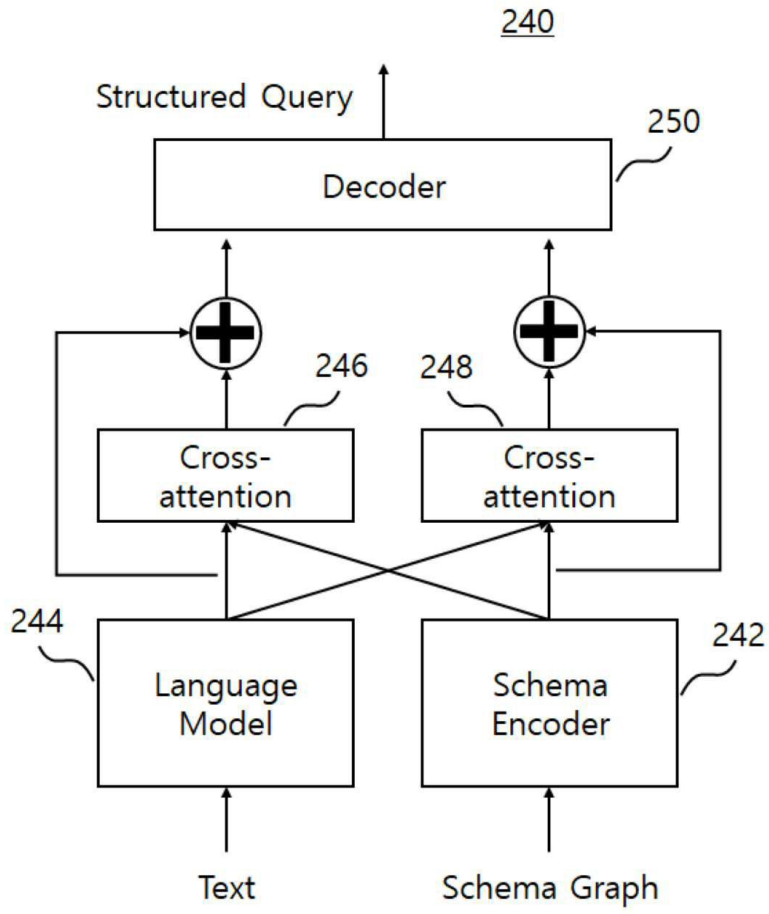 240
Structured Query
250
Decoder
246
248
Cross-
attention
Cross-
attention
244
242
Language
Model
Schema
Encoder
Text
Schema Graph